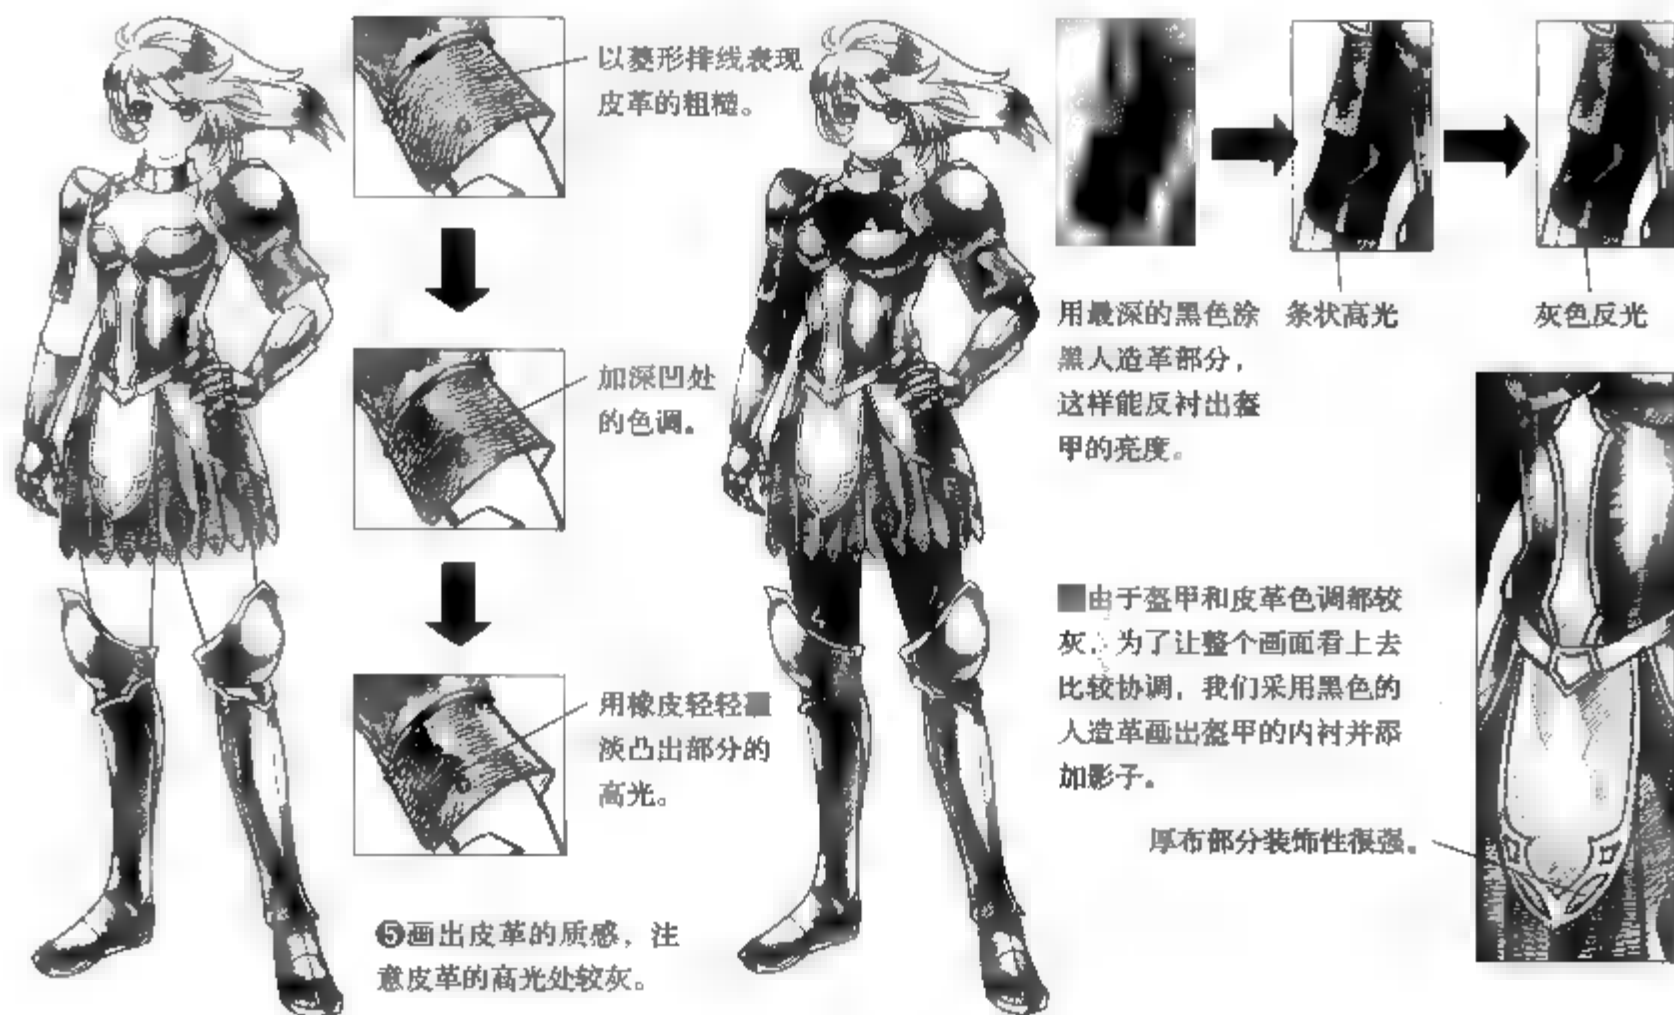 以菱形排线表现
皮革的粗糙。
加深凹处
的色调。
用橡皮轻轻
淡凸出部分的
高光。
❺画出皮革的质感，注
意皮革的高光处较灰。
用最深的黑色涂
黑人造革部分，
这样能反衬出盔
甲的亮度。
条状高光
灰色反光
由于盔甲和皮革色调都较
灰，为了让整个画面看上去
比较协调，我们采用黑色的
人造革画出盔甲的内衬并添
加影子。
厚布部分装饰性很强。